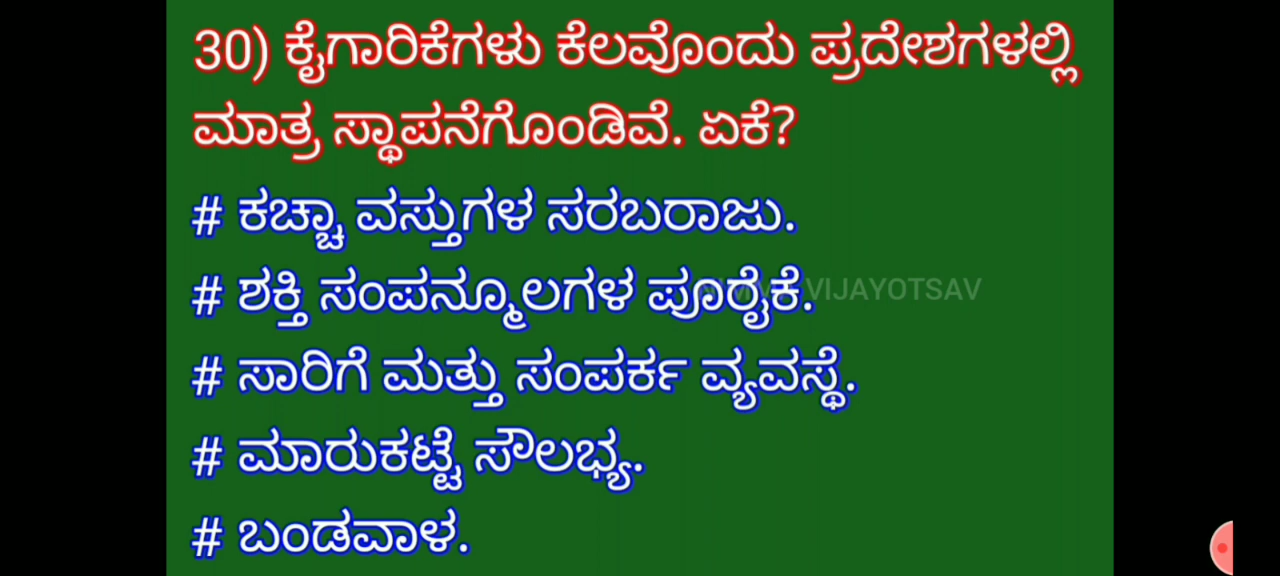 30) ಕೈಗಾರಿಕೆಗಳು ಕೆಲವೊಂದು ಪ್ರದೇಶಗಳಲ್ಲಿ
ಮಾತ್ರ ಸ್ಥಾಪನೆಗೊಂಡಿವೆ. ಏಕೆ?
# ಕಚ್ಚಾ ವಸ್ತುಗಳ ಸರಬರಾಜು.
# ಶಕ್ತಿ ಸಂಪನ್ಮೂಲಗಳ ಪೂರೈಕೆ.
VIJAYOTSAV
# ಸಾರಿಗೆ ಮತ್ತು ಸಂಪರ್ಕ ವ್ಯವಸ್ಥೆ.
# ಮಾರುಕಟ್ಟೆ ಸೌಲಭ್ಯ.
# ಬಂಡವಾಳ.